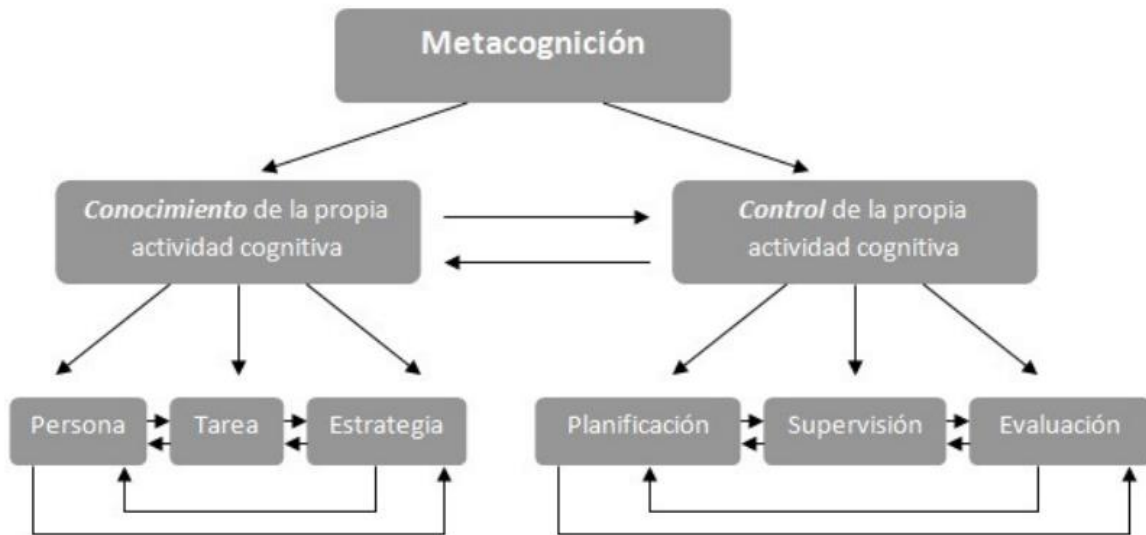 Metacognición
Conocimiento de la propia
actividad cognitiva
Control de la propia
actividad cognitiva
Persona
Tarea
Estrategia
Planificación
Supervisión
Evaluación